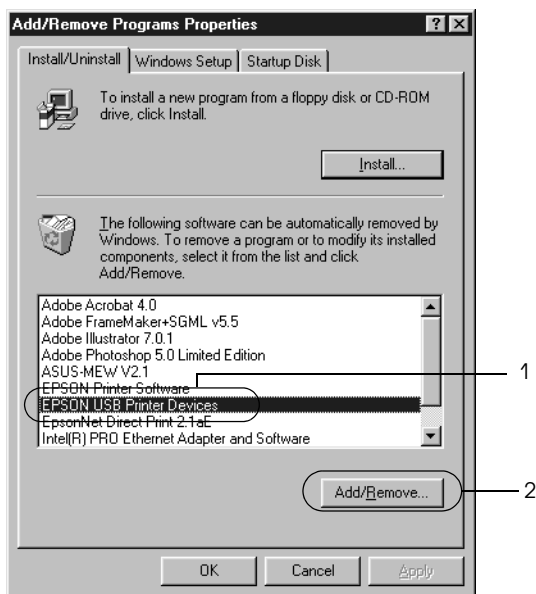 Add/Remove Programs Properties
? ×
Install/Uninstall Windows Setup Startup Disk
To install a new program from a floppy disk or CD-ROM
drive, click Install.
Install...
The following software can be automatically removed by
Windows. To remove a program or to modify its installed
components, select it from the list and click
Add/Remove.
Adobe Acrobat 4.0
Adobe FrameMaker+SGML v5.5
Adobe Illustrator 7.0.1
Adobe Photoshop 5.0 Limited Edition
ASUS-MEW V2.1
EPSON Printer Software
EPSON USB Printer Devices
EpsonNet Direct Print 2.1aE
Intel(R) PRO Ethernet Adapter and Software
1
Add/Remove...
2
OK Cancel Apply